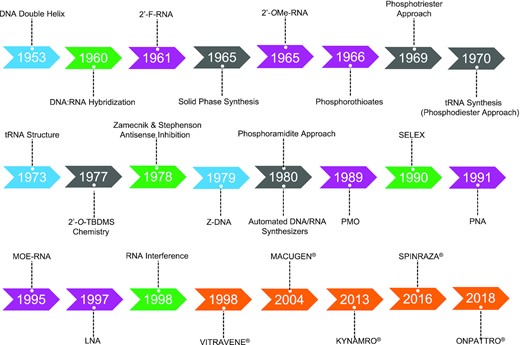 DNA Double Helix
2'-F-RNA
2'-OMe-RNA
Phosphotriester
Approach
1953
1960
1961
1965
1965
1966
1969
1970
DNA:RNA Hybridization
Solid Phase Synthesis
Phosphorothioates
tRNA Synthesis
(Phosphodiester Approach)
tRNA Structure
Zamecnik & Stephenson
Antisense Inhibition
Phosphoramidite Approach
SELEX
1973
1977
1978
1979
1980
1989
1990
1991
2'-O-TBDMS
Chemistry
Z-DNA
Automated DNA/RNA
Synthesizers
PMO
PNA
MOE-RNA
RNA Interference
MACUGEN®
SPINRAZA®
1995
1997
1998
1998
2004
2013
2016
2018
LNA
VITRAVENE®
KYNAMRO®
ONPATTRO®